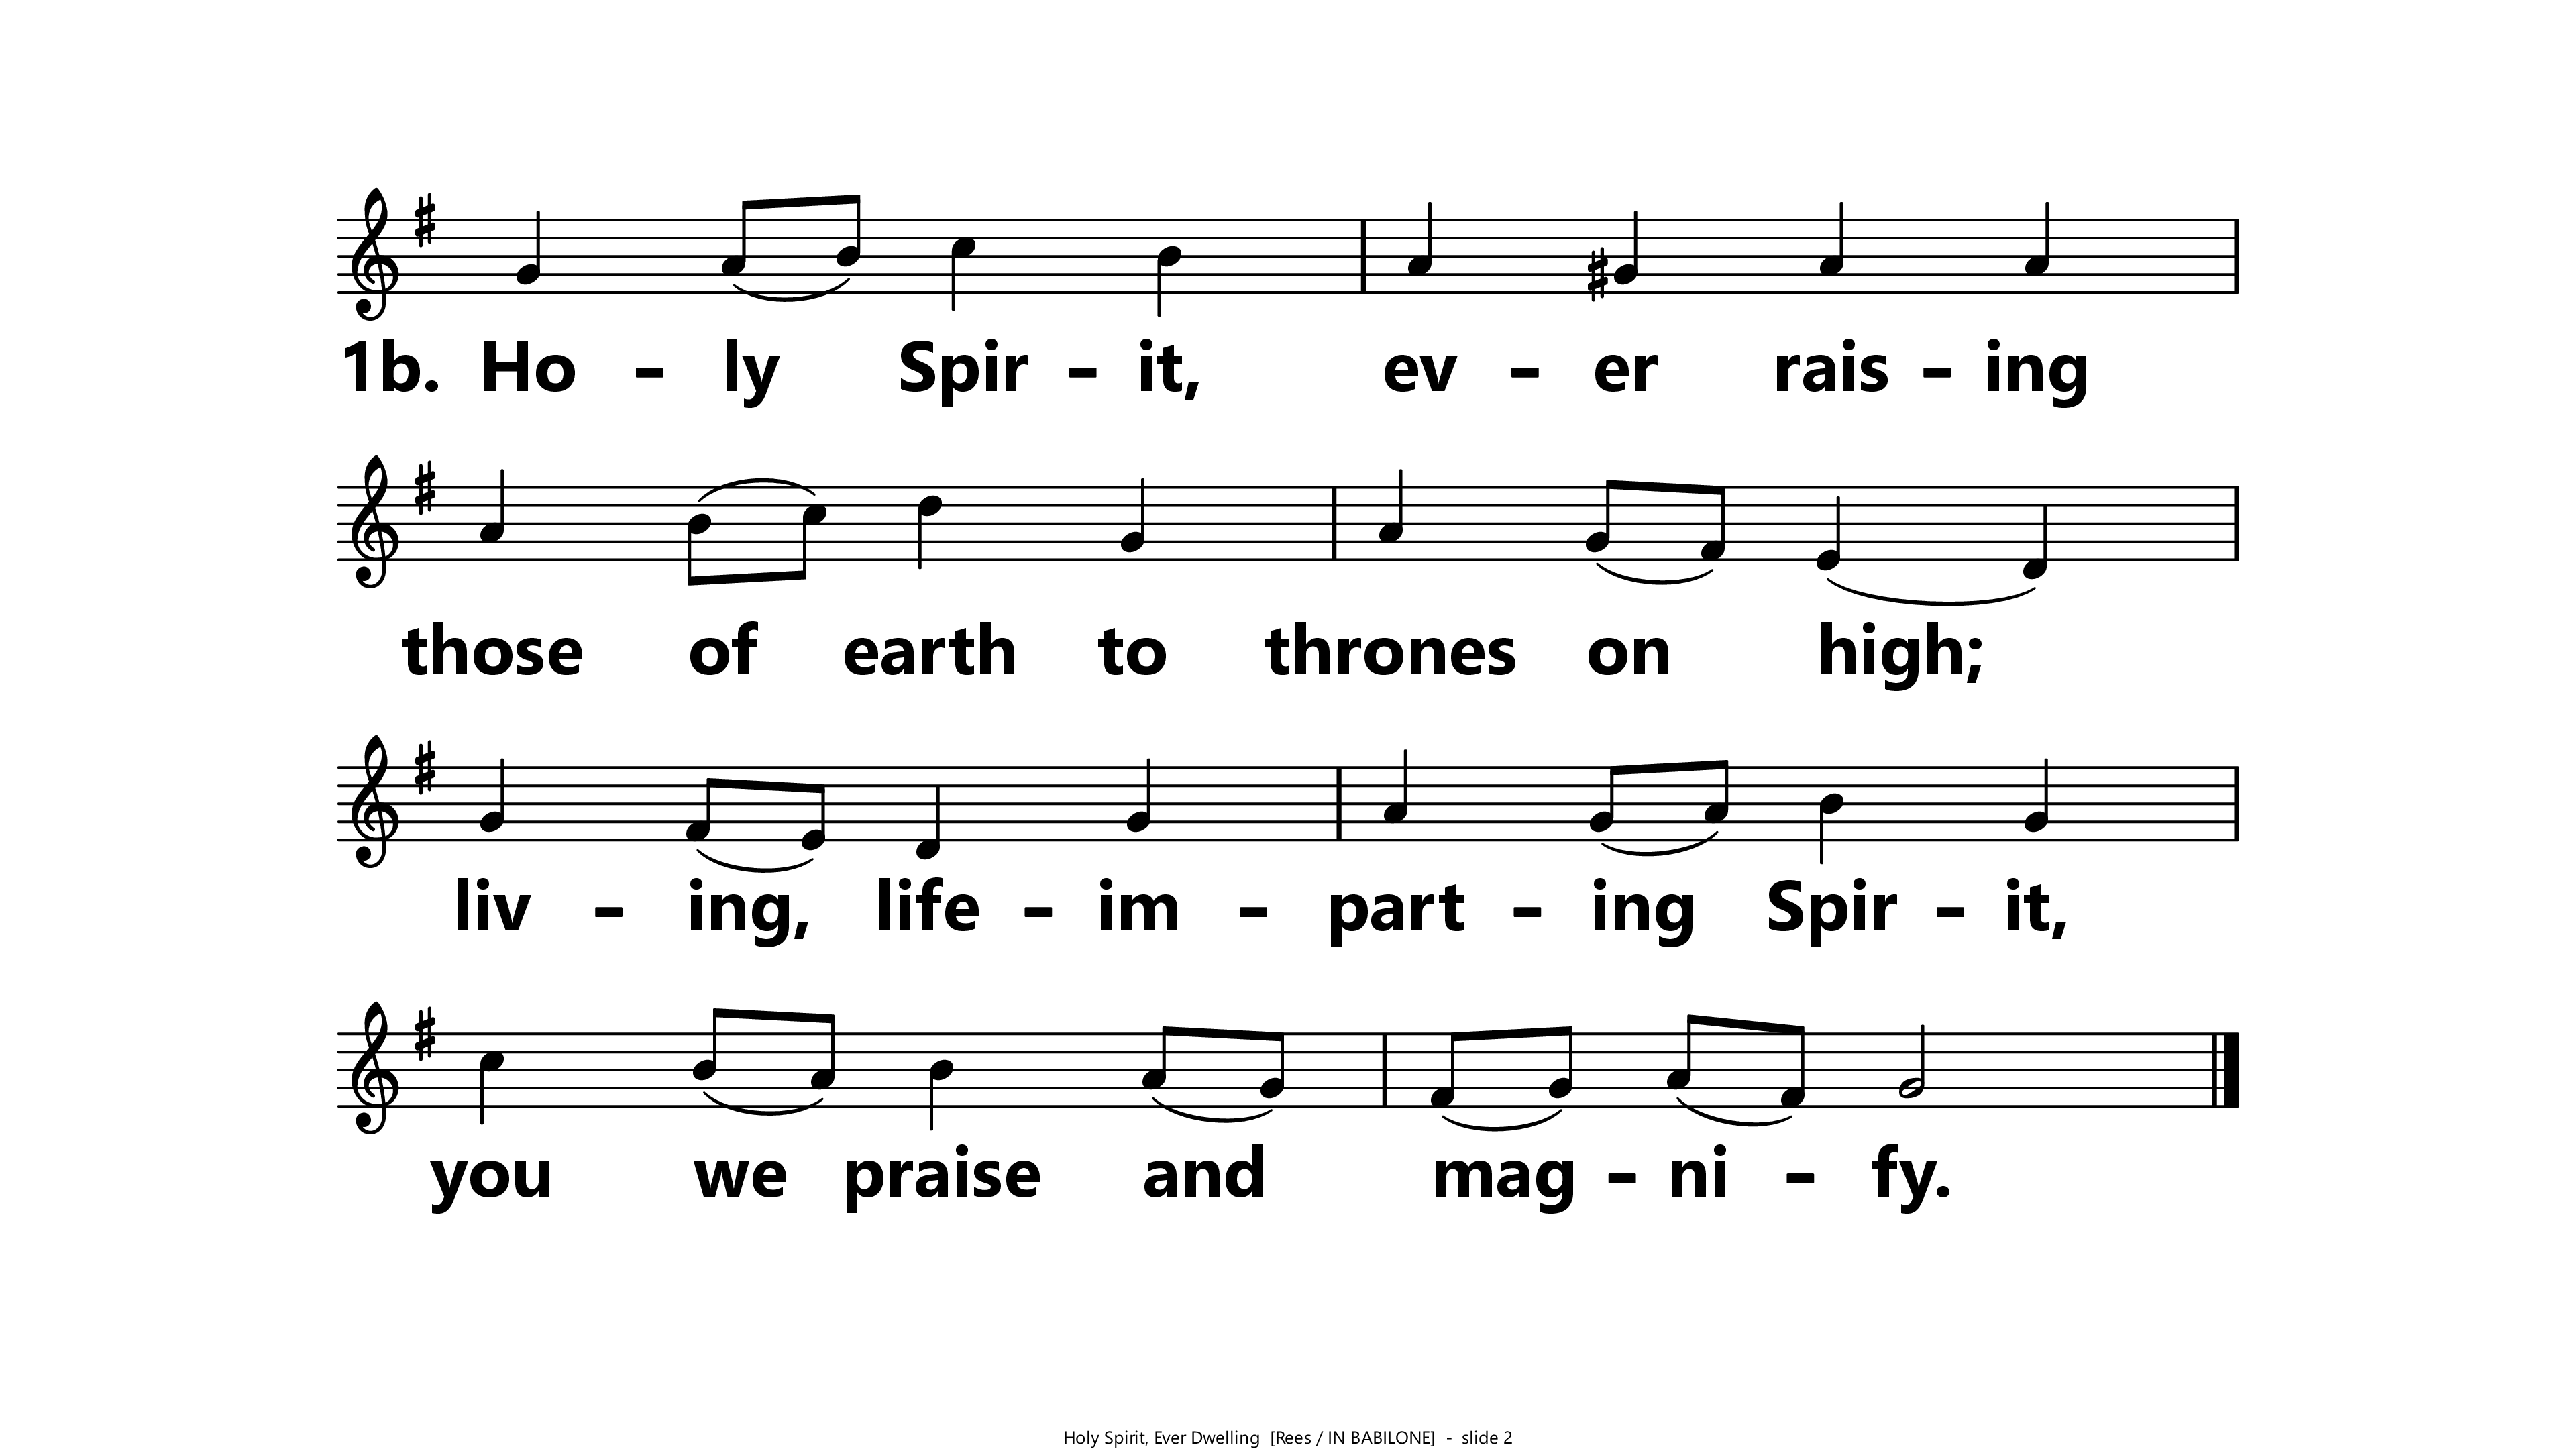 1b. Ho - ly Spir - it, ev - er rais - ing
those of earth to thrones on high;
liv - ing, life - im - part - ing Spir - it,
you we praise and mag - ni - fy.
Holy Spirit, Ever Dwelling [Rees / IN BABILONE] - slide 2